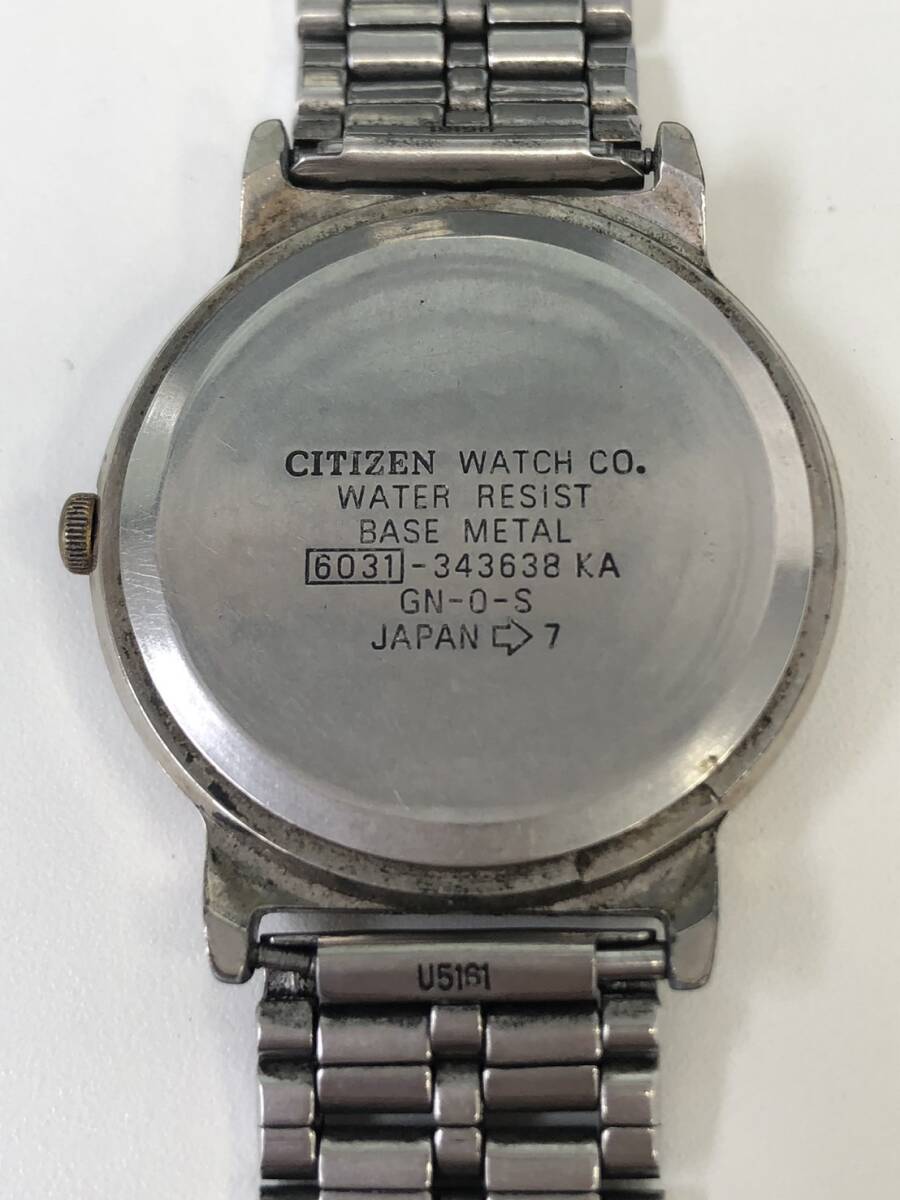 CITIZEN WATCH CO.
WATER RESIST
BASE METAL
6031-343638 KA
GN-0-S
JAPAN ⇨ 7
U5161